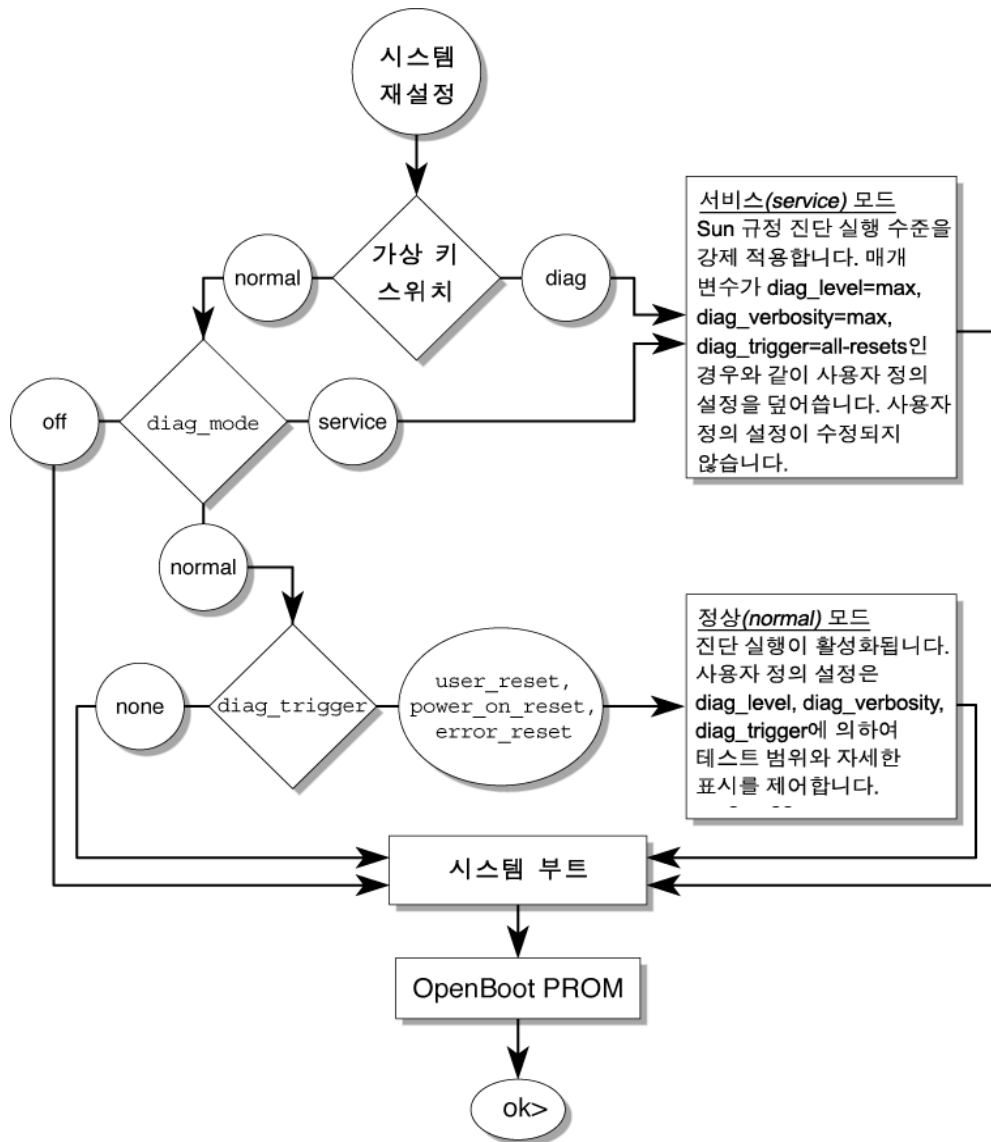 시스템
재설정
가상 키
스위치
normal
diag
서비스(service) 모드
Sun 규정 진단 실행 수준을
강제 적용합니다. 매개
변수가 diag_level=max,
diag_verbosity=max,
diag_trigger=all-resets인
경우와 같이 사용자 정의
설정을 덮어씁니다. 사용자
정의 설정이 수정되지
않습니다.
off
diag_mode
service
normal
none
diag_trigger
user_reset,
power_on_reset,
error_reset
정상(normal) 모드
진단 실행이 활성화됩니다.
사용자 정의 설정은
diag_level, diag_verbosity,
diag_trigger에 의하여
테스트 범위와 자세한
표시를 제어합니다.
시스템 부트
OpenBoot PROM
ok>